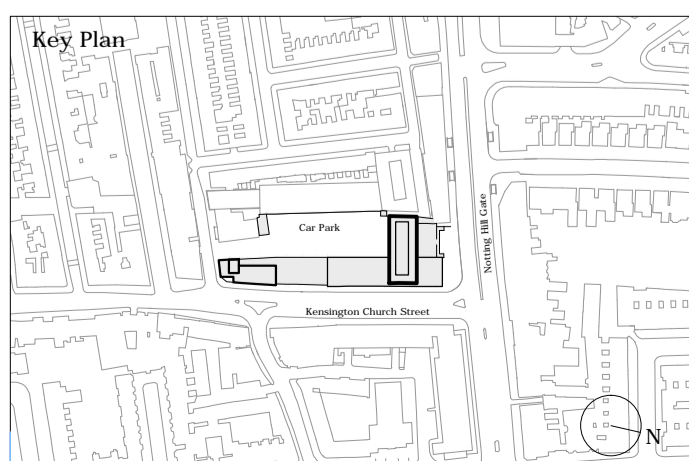 Key Plan
Car Park
Notting Hill Gate
Kensington Church Street
N